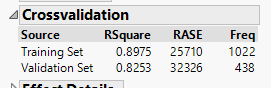 Crossvalidation
Source RSquare RASE Freq
Training Set 0.8975 25710 1022
Validation Set 0.8253 32326 438
Effect Details